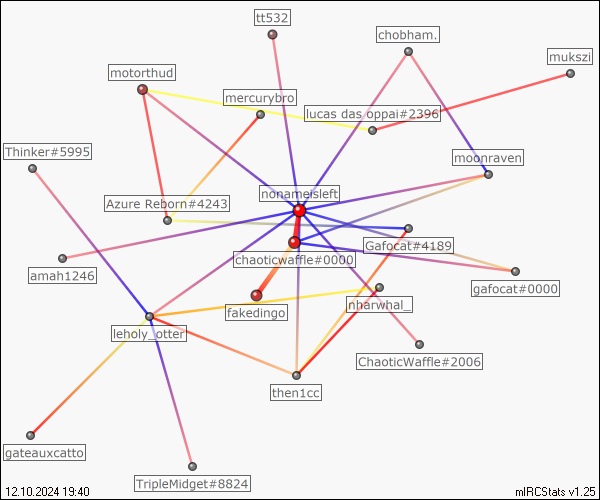 tt532
chobham.
mukszi
motorthud
mercurybro
lucas das oppai#2396
Thinker#5995
moonraven
nonameisleft
Azure Reborn#4243
Gafocat#4189
chaoticwaffle#0000
amah1246
gafocat#0000
nharwhal_
fakedingo
leholy_otter
ChaoticWaffle#2006
then1cc
gateauxcatto
TripleMidget#8824
12.10.2024 19:40
mIRCStats v1.25